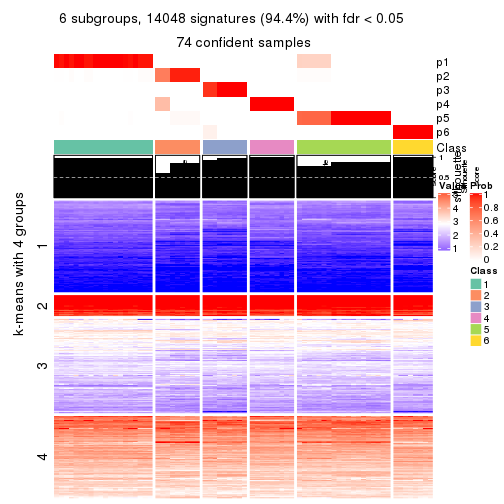 6 subgroups, 14048 signatures (94.4%) with fdr < 0.05
74 confident samples
p1
p2
p3
p4
p5
p6
Class
1
0.5
silhouette
score
Value
4
3
2
1
Prob
1
0.8
0.6
0.4
0.2
0
Class
1
2
3
4
5
6
k-means with 4 groups
1
2
3
4